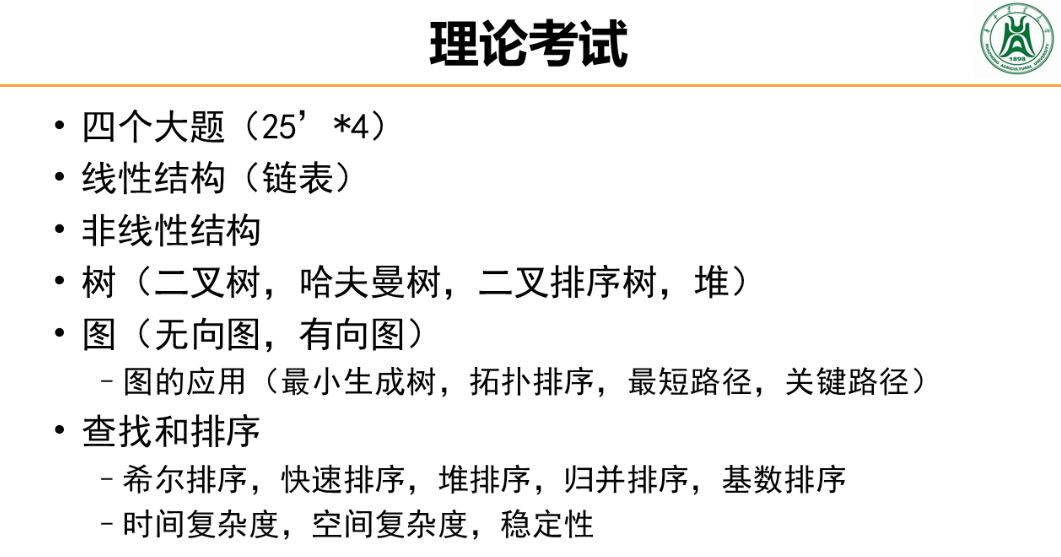 理论考试
1898
HUAZHONG AGRICULTURAL UNIVERSITY
• 四个大题（25’*4）
• 线性结构（链表）
• 非线性结构
• 树（二叉树，哈夫曼树，二叉排序树，堆）
• 图（无向图，有向图）
– 图的应用（最小生成树，拓扑排序，最短路径，关键路径）
• 查找和排序
– 希尔排序，快速排序，堆排序，归并排序，基数排序
– 时间复杂度，空间复杂度，稳定性